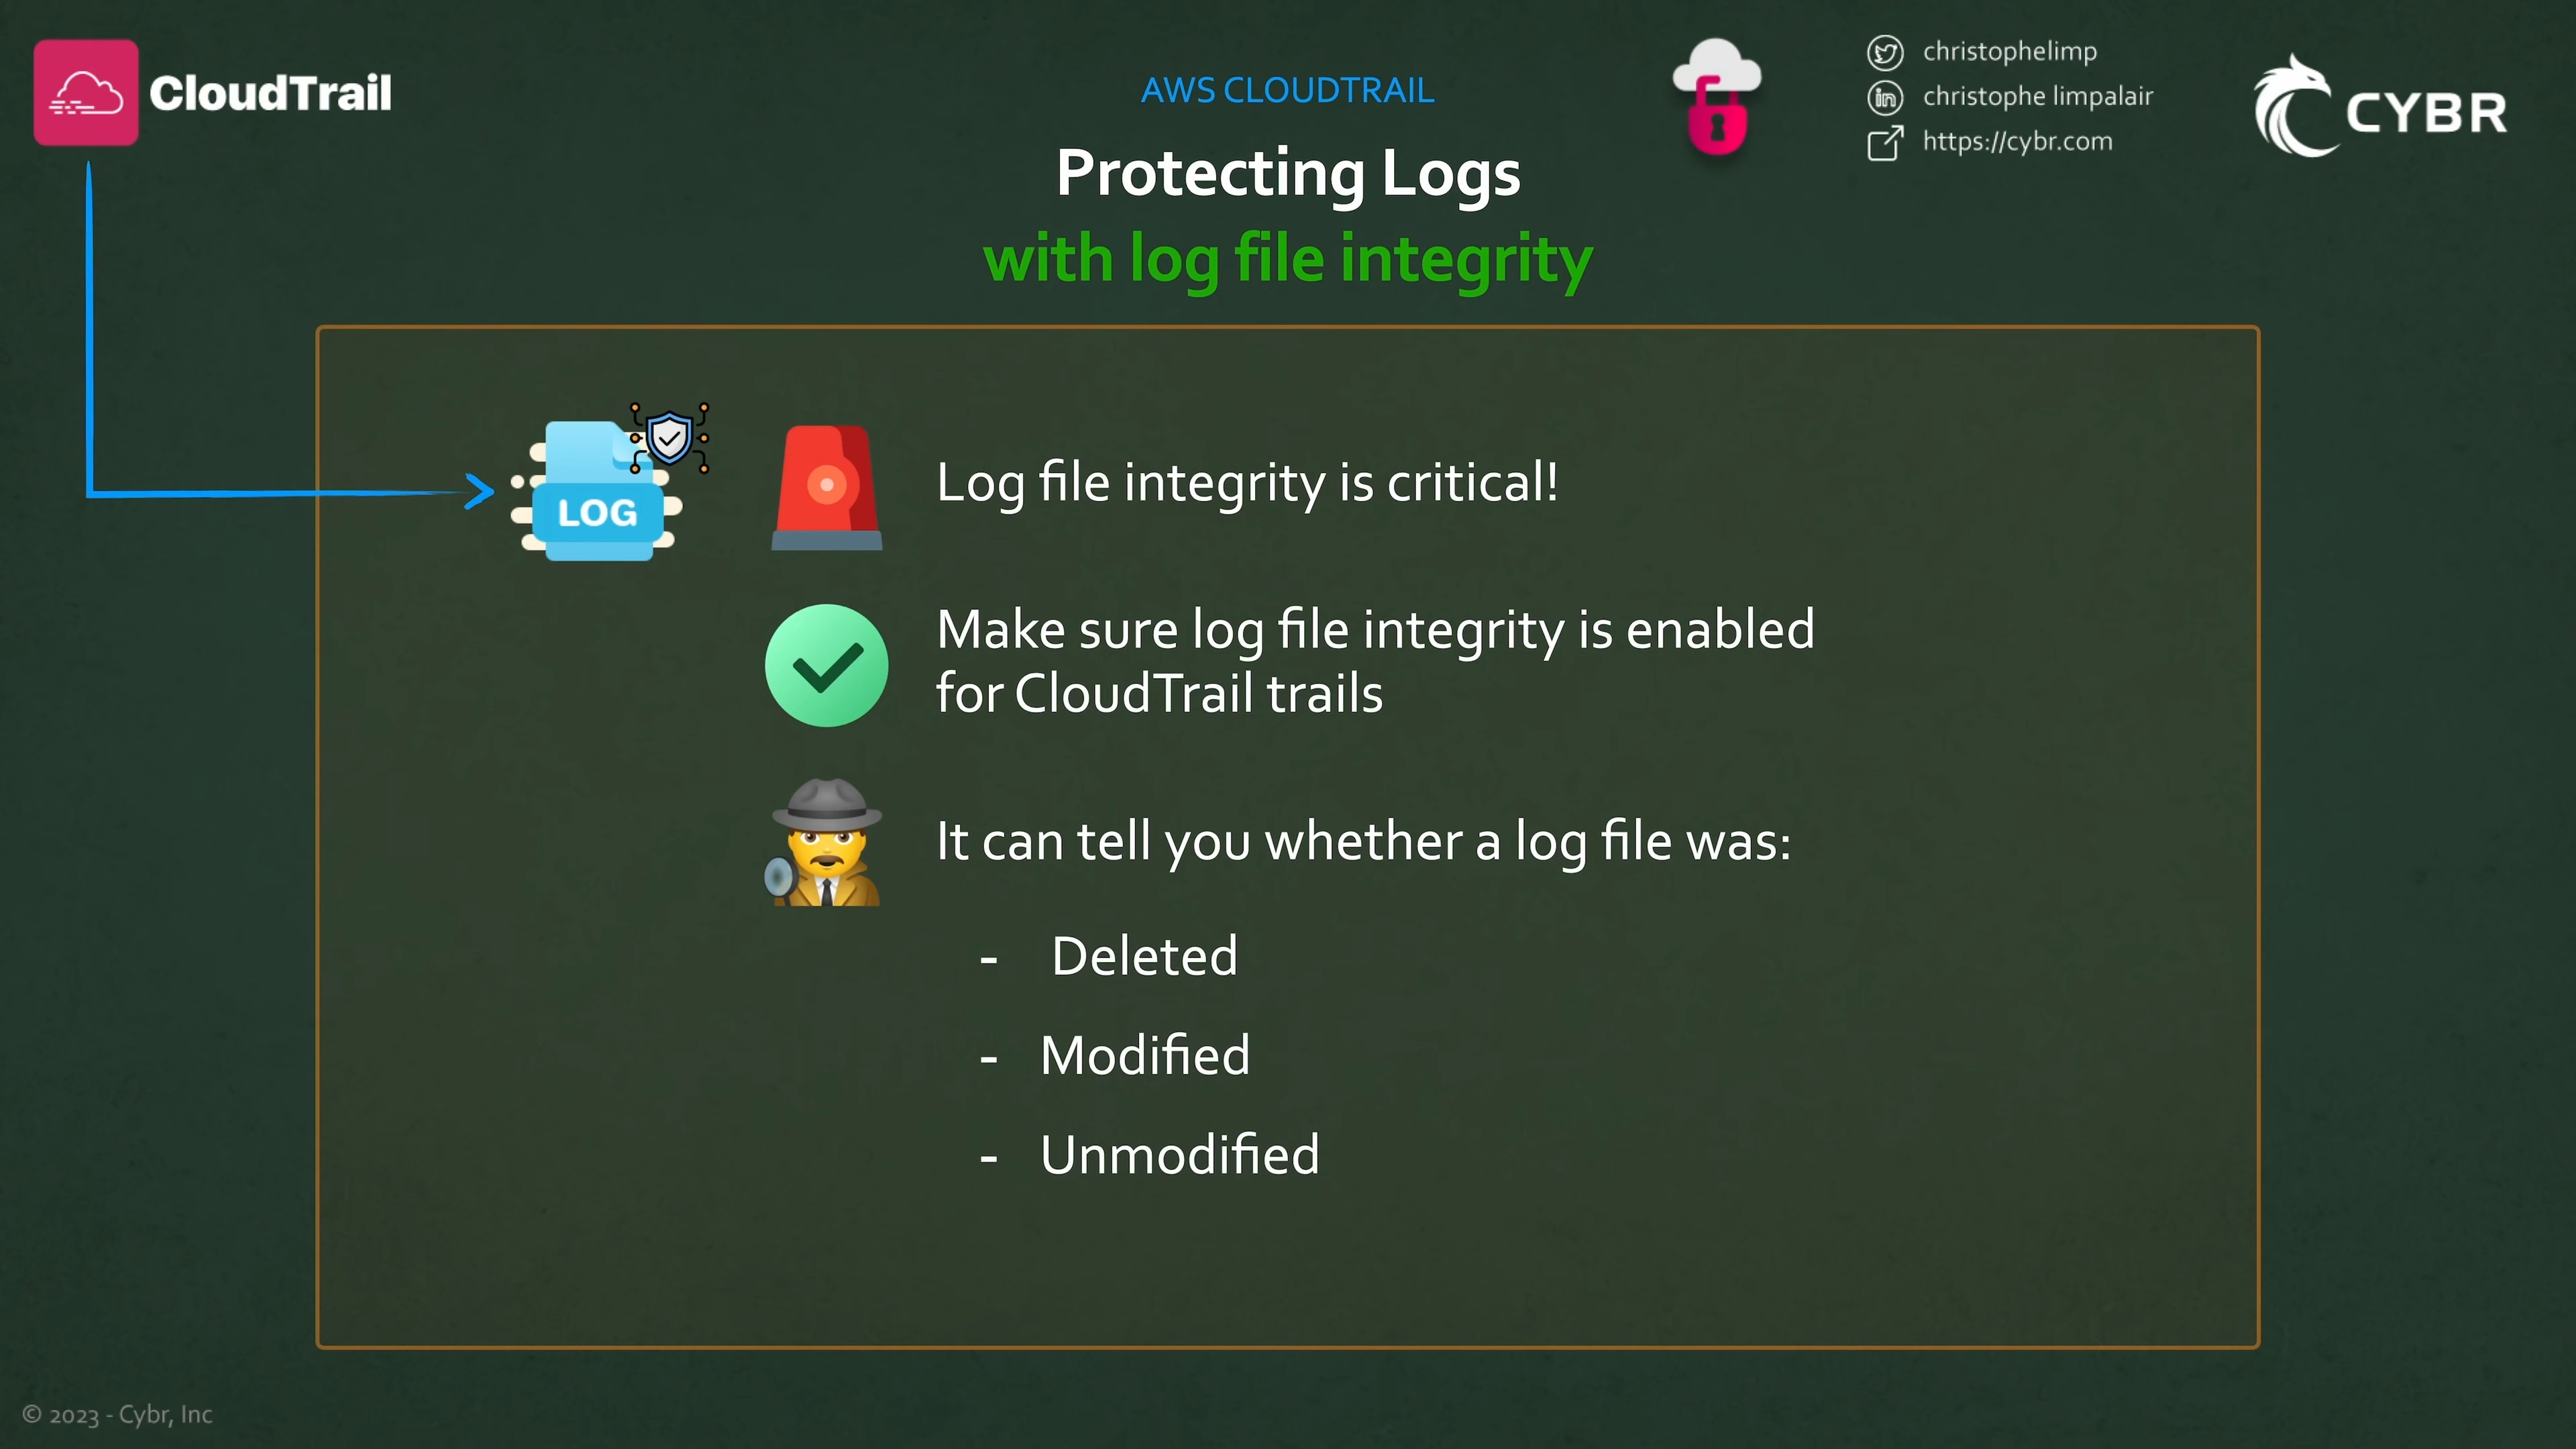 CloudTrail
AWS CLOUDTRAIL
Protecting Logs
with log file integrity
christophelimp
in
christophe limpalair
https://cybr.com
CYBR
LOG
Log file integrity is critical!
Make sure log file integrity is enabled
for CloudTrail trails
It can tell you whether a log file was:
- Deleted
- Modified
- Unmodified
© 2023 - Cybr, Inc